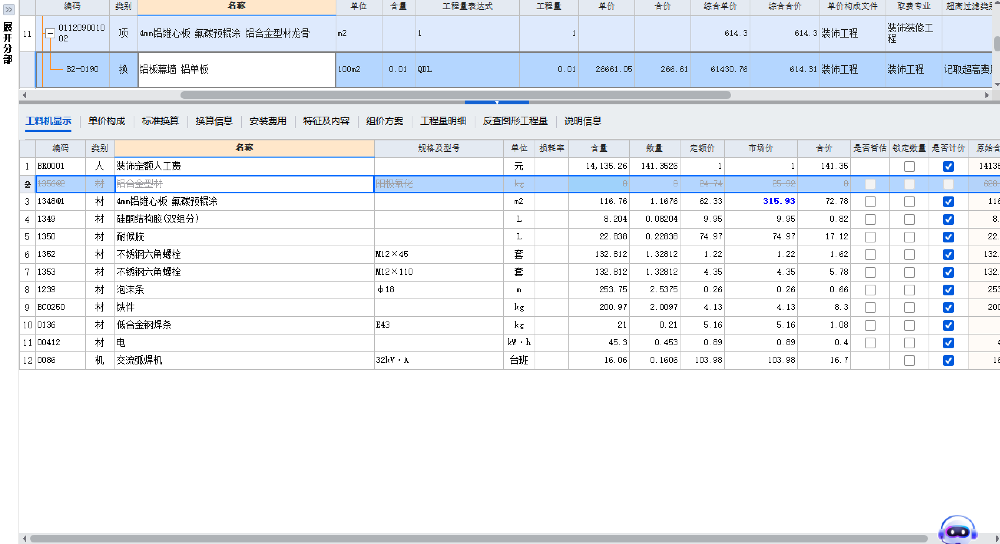 展开分部
编码 类别 名称 单位 含量 工程量表达式 工程量 单价 合价 综合单价 综合合价 单价构成文件 取费专业 超高过滤类别
11 011209001002 项 4mm铝锥心板 氟碳预辊涂 铝合金型材龙骨 m2 1 1 614.3 614.3 装饰工程 装饰装修工程
B2-0190 换 铝板幕墙 铝单板 100m2 0.01 QDL 0.01 26661.05 266.61 61430.76 614.31 装饰工程 装饰工程 记取超高费用
工料机显示 单价构成 标准换算 换算信息 安装费用 特征及内容 组价方案 工程量明细 反查图形工程量 说明信息
编码 类别 名称 规格及型号 单位 损耗率 含量 数量 定额价 市场价 合价 是否暂估 锁定数量 是否计价 原始含
1 BR0001 人 装饰定额人工费 元 14,135.26 141.3526 1 1 141.35 14135
2 1356@2 材 铝合金型材 阳极氧化 kg 0 0 24.74 25.92 0 628.
3 1348@1 材 4mm铝锥心板 氟碳预辊涂 m2 116.76 1.1676 62.33 315.93 72.78 116
4 1349 材 硅酮结构胶(双组分) L 8.204 0.08204 9.95 9.95 0.82 8.
5 1350 材 耐候胶 L 22.838 0.22838 74.97 74.97 17.12 22.
6 1352 材 不锈钢六角螺栓 M12×45 套 132.812 1.32812 1.22 1.22 1.62 132.
7 1353 材 不锈钢六角螺栓 M12×110 套 132.812 1.32812 4.35 4.35 5.78 132.
8 1239 材 泡沫条 φ18 m 253.75 2.5375 0.26 0.26 0.66 253
9 BC0250 材 铁件 kg 200.97 2.0097 4.13 4.13 8.3 200
10 0136 材 低合金钢焊条 E43 kg 21 0.21 5.16 5.16 1.08
11 00412 材 电 kW·h 45.3 0.453 0.89 0.89 0.4 4
12 0086 机 交流弧焊机 32kV·A 台班 16.06 0.1606 103.98 103.98 16.7 16